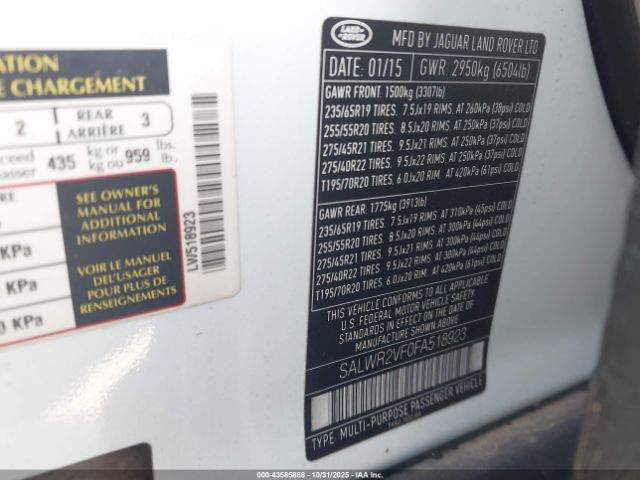 ATION
E CHARGEMENT
2 REAR ARRIÈRE 3
ceed
passer 435 kg or kg ou 959 lbs. lb.
SEE OWNER'S
MANUAL FOR
ADDITIONAL
INFORMATION
KPa
VOIR LE MANUEL
DE L'USAGER
POUR PLUS DE
RENSEIGNEMENTS
0 KPa
LW518923
LAND ROVER
MFD BY JAGUAR LAND ROVER LTD
DATE: 01/15 GWR: 2950kg (6504lb)
GAWR FRONT: 1500kg (3307lb)
235/65R19 TIRES. 7.5Jx19 RIMS. AT 260kPa (38psi) COLD
255/55R20 TIRES. 8.5Jx20 RIMS. AT 250kPa (37psi) COLD
275/45R21 TIRES. 9.5Jx21 RIMS. AT 250kPa (37psi) COLD
275/40R22 TIRES. 9.5Jx22 RIMS. AT 250kPa (37psi) COLD
T195/70R20 TIRES. 6.0Jx20 RIM. AT 420kPa (61psi) COLD
GAWR REAR: 1775kg (3913lb)
235/65R19 TIRES. 7.5Jx19 RIMS. AT 310kPa (45psi) COLD
255/55R20 TIRES. 8.5Jx20 RIMS. AT 300kPa (44psi) COLD
275/45R21 TIRES. 9.5Jx21 RIMS. AT 300kPa (44psi) COLD
275/40R22 TIRES. 9.5Jx22 RIMS. AT 300kPa (44psi) COLD
T195/70R20 TIRES. 6.0Jx20 RIM. AT 420kPa (61psi) COLD
THIS VEHICLE CONFORMS TO ALL APPLICABLE
U.S. FEDERAL MOTOR VEHICLE SAFETY
STANDARDS IN EFFECT ON THE DATE OF
MANUFACTURE SHOWN ABOVE.
SALWR2VF0FA518923
TYPE: MULTI-PURPOSE PASSENGER VEHICLE
000-43585888 - 10/31/2025 - IAAI.CA